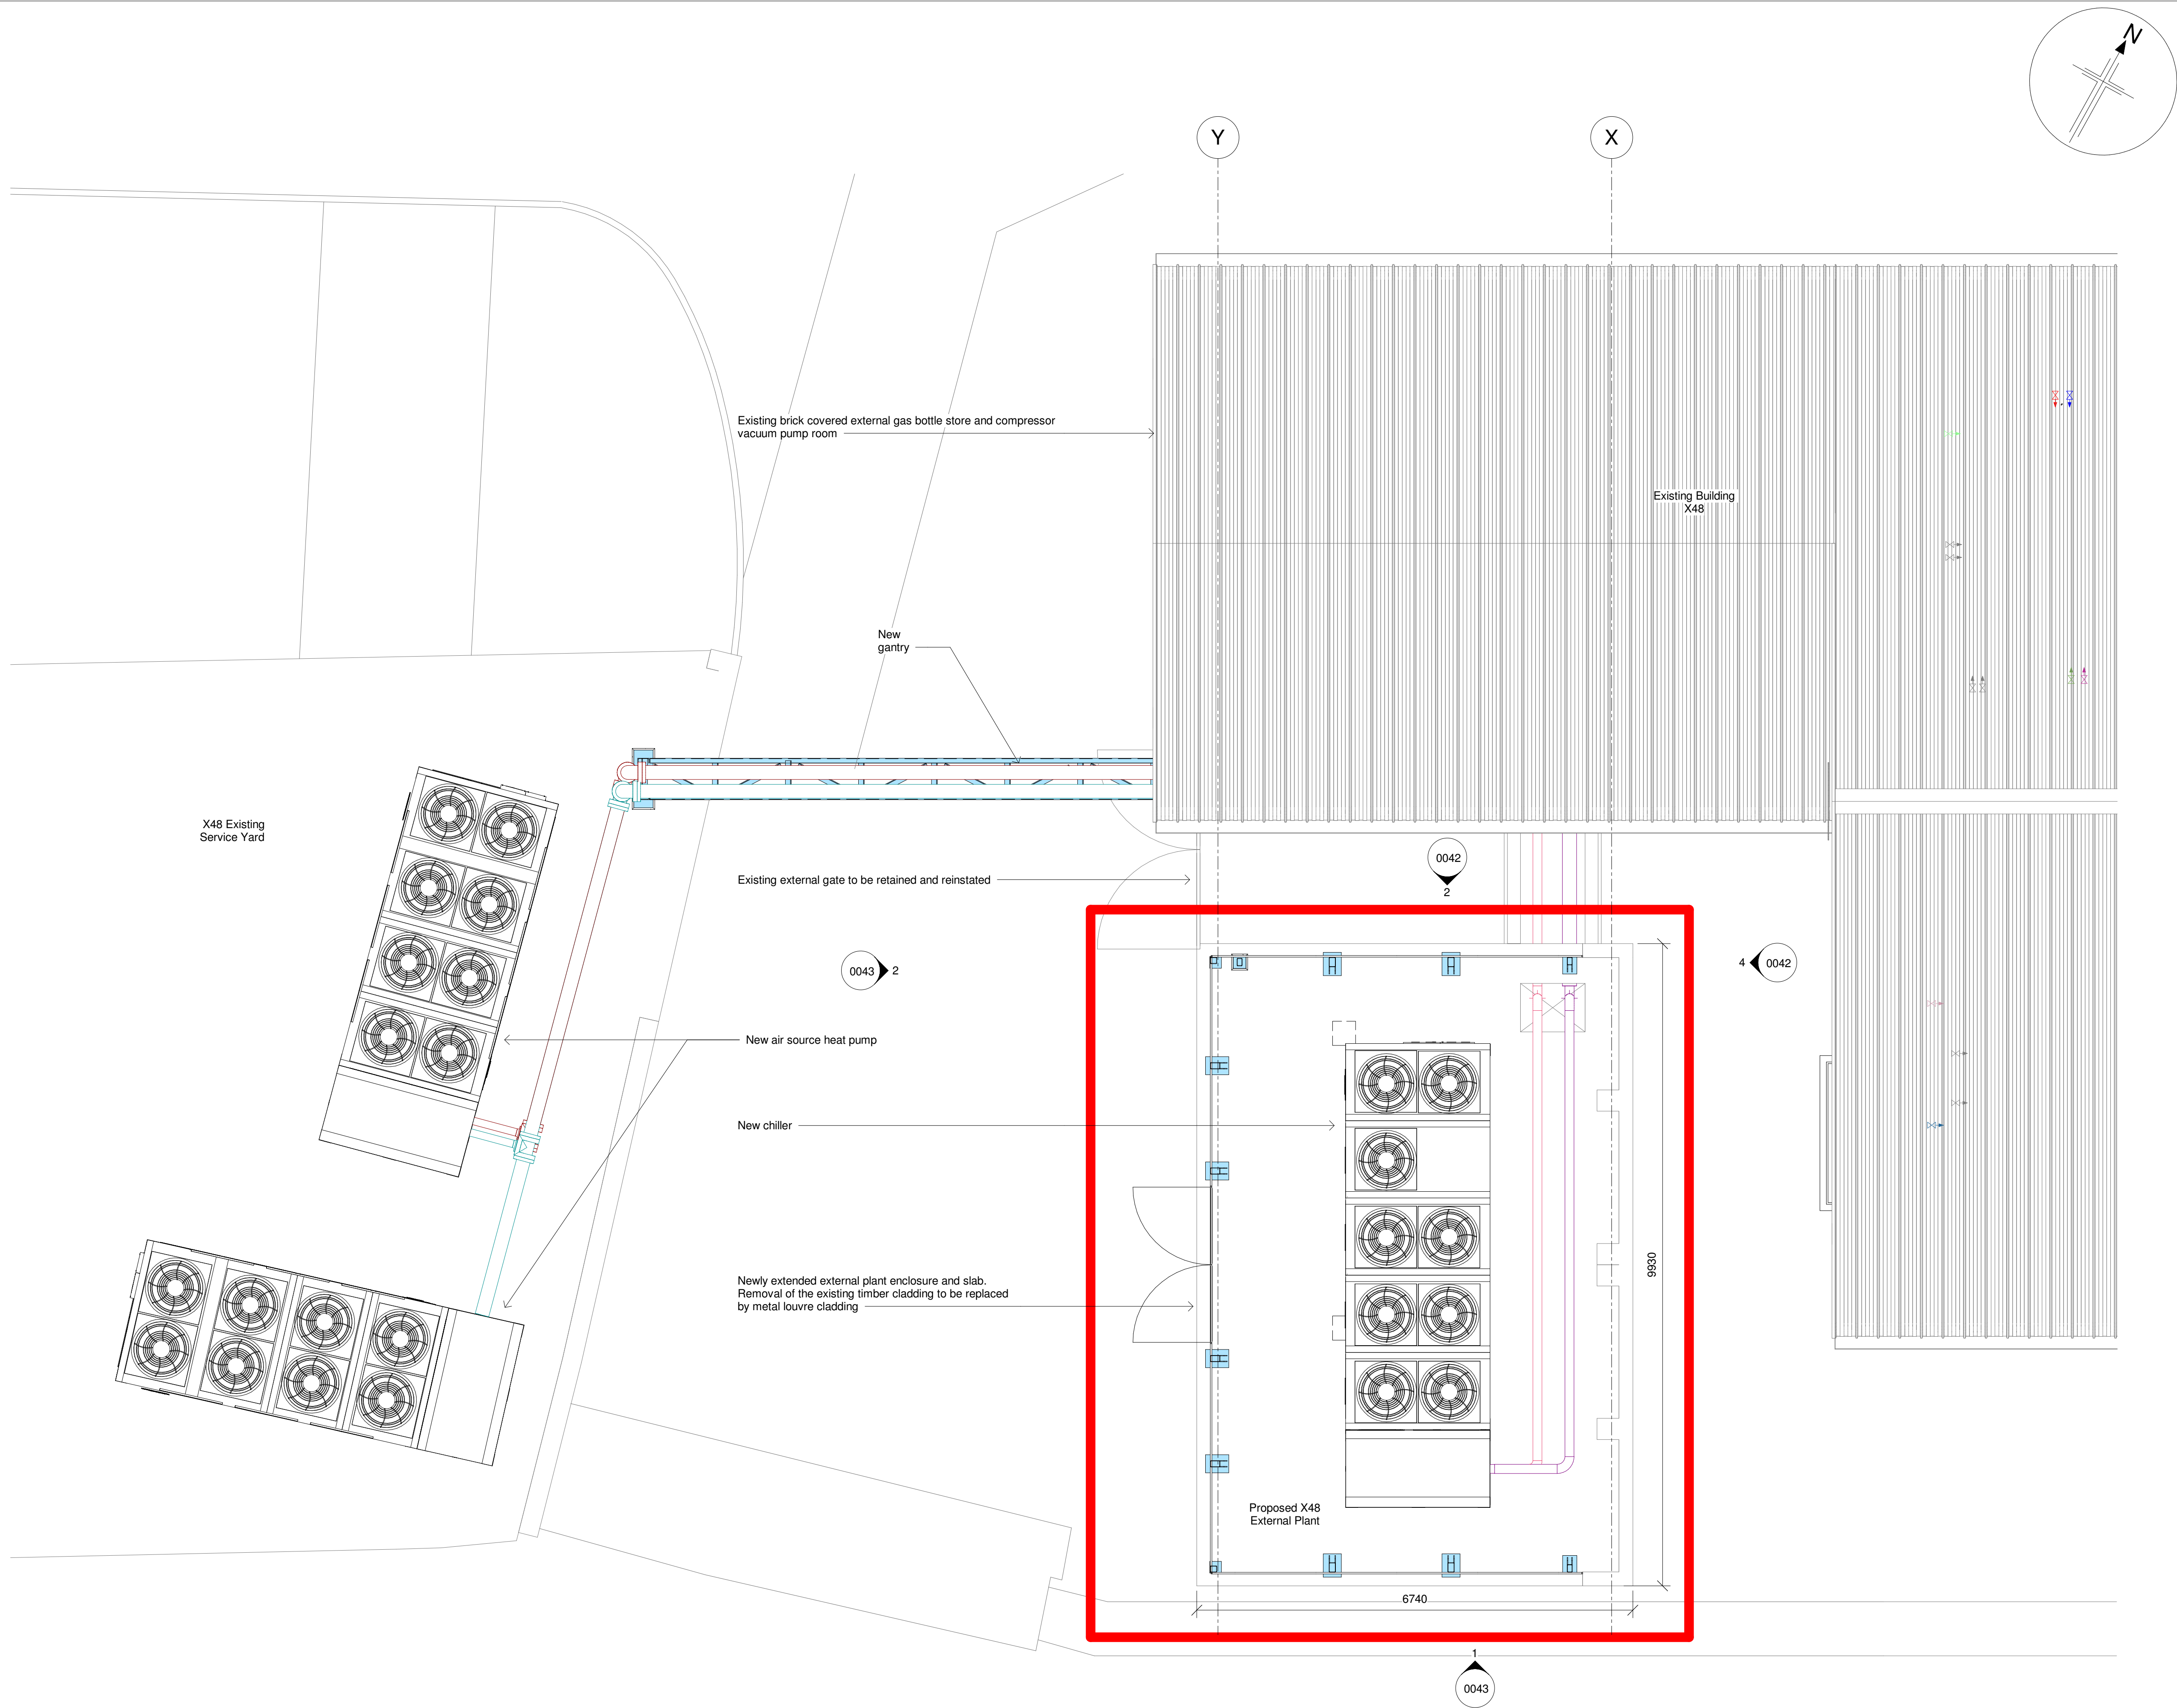 N
Y
X
Existing brick covered external gas bottle store and compressor
vacuum pump room
Existing Building
X48
New
gantry
X48 Existing
Service Yard
0042
2
Existing external gate to be retained and reinstated
0043
2
4
0042
New air source heat pump
New chiller
Newly extended external plant enclosure and slab.
Removal of the existing timber cladding to be replaced
by metal louvre cladding
9930
Proposed X48
External Plant
6740
1
0043